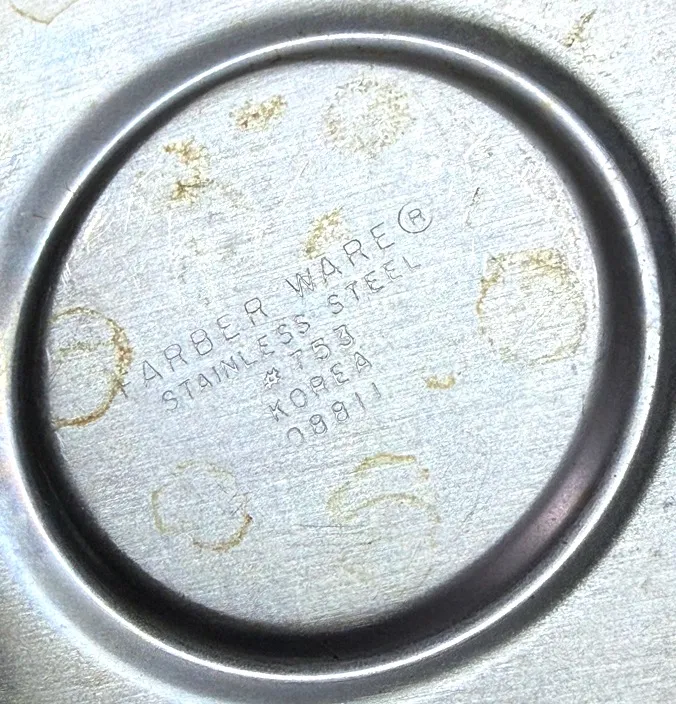 FARBER WARE®
STAINLESS STEEL
#753
KOREA
08811